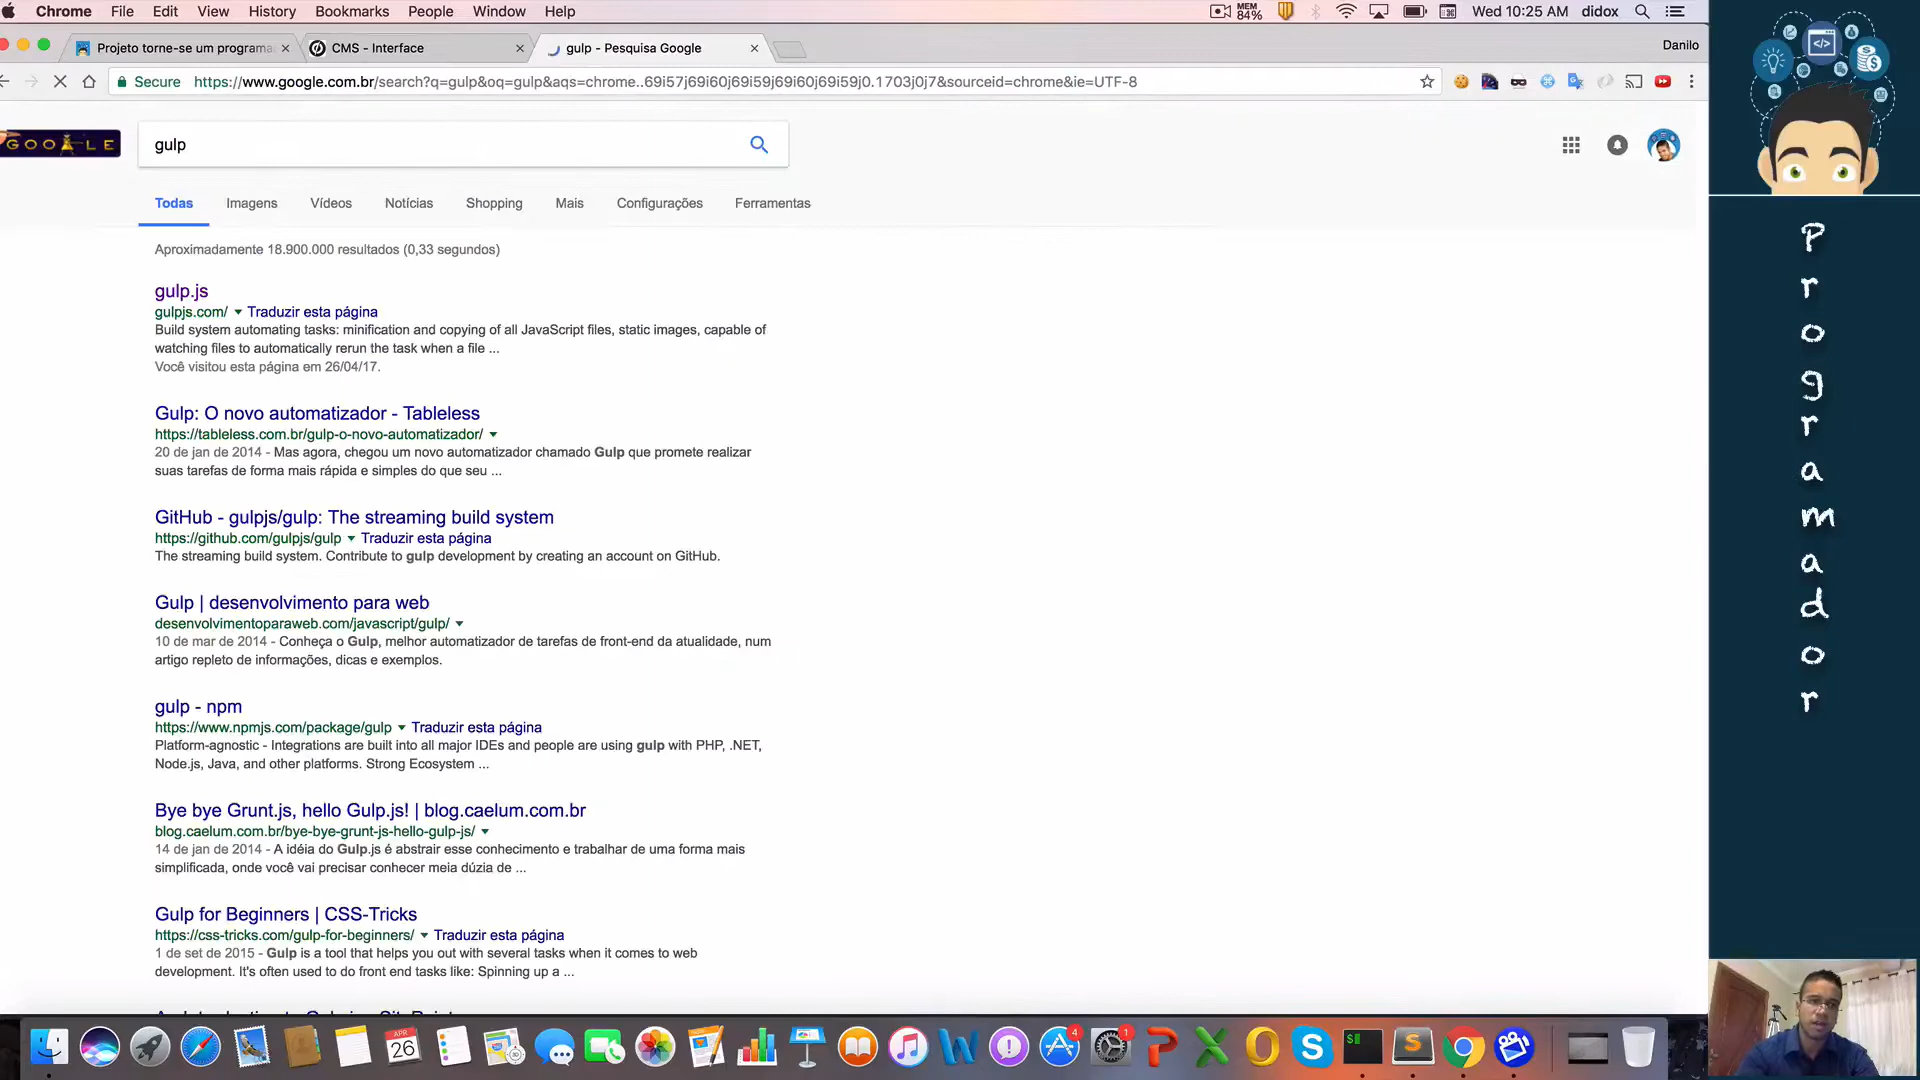 Chrome File Edit View History Bookmarks People Window Help
MEM 84% Wed 10:25 AM didox
Projeto torne-se um programa
CMS - Interface
gulp - Pesquisa Google
Danilo
Secure https://www.google.com.br/search?q=gulp&oq=gulp&aqs=chrome..69i57j69i60j69i59j69i60j69i59j0.1703j0j7&sourceid=chrome&ie=UTF-8
GOOGLE
gulp
Todas Imagens Vídeos Notícias Shopping Mais Configurações Ferramentas
Aproximadamente 18.900.000 resultados (0,33 segundos)
gulp.js
gulpjs.com/ Traduzir esta página
Build system automating tasks: minification and copying of all JavaScript files, static images, capable of
watching files to automatically rerun the task when a file ...
Você visitou esta página em 26/04/17.
Gulp: O novo automatizador - Tableless
https://tableless.com.br/gulp-o-novo-automatizador/
20 de jan de 2014 - Mas agora, chegou um novo automatizador chamado Gulp que promete realizar
suas tarefas de forma mais rápida e simples do que seu ...
GitHub - gulpjs/gulp: The streaming build system
https://github.com/gulpjs/gulp Traduzir esta página
The streaming build system. Contribute to gulp development by creating an account on GitHub.
Gulp | desenvolvimento para web
desenvolvimentoparaweb.com/javascript/gulp/
10 de mar de 2014 - Conheça o Gulp, melhor automatizador de tarefas de front-end da atualidade, num
artigo repleto de informações, dicas e exemplos.
gulp - npm
https://www.npmjs.com/package/gulp Traduzir esta página
Platform-agnostic - Integrations are built into all major IDEs and people are using gulp with PHP, .NET,
Node.js, Java, and other platforms. Strong Ecosystem ...
Bye bye Grunt.js, hello Gulp.js! | blog.caelum.com.br
blog.caelum.com.br/bye-bye-grunt-js-hello-gulp-js/
14 de jan de 2014 - A idéia do Gulp.js é abstrair esse conhecimento e trabalhar de uma forma mais
simplificada, onde você vai precisar conhecer meia dúzia de ...
Gulp for Beginners | CSS-Tricks
https://css-tricks.com/gulp-for-beginners/ Traduzir esta página
1 de set de 2015 - Gulp is a tool that helps you out with several tasks when it comes to web
development. It's often used to do front end tasks like: Spinning up a ...
APR
26
4
1
P
r
o
g
r
a
m
a
d
o
r